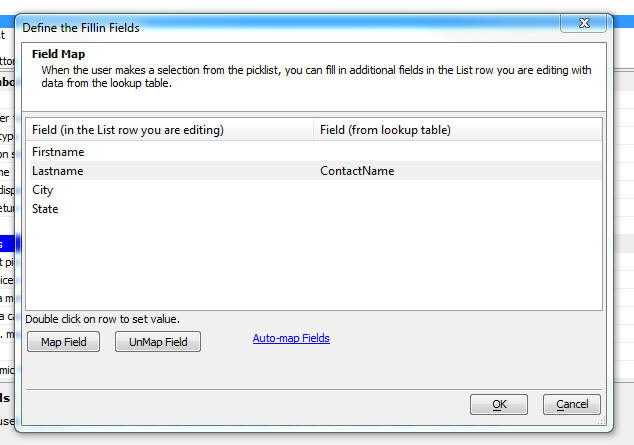 Define the Fillin Fields
Field Map
When the user makes a selection from the picklist, you can fill in additional fields in the List row you are editing with
data from the lookup table.
Field (in the List row you are editing) Field (from lookup table)
Firstname
Lastname ContactName
City
State
Double click on row to set value.
Map Field UnMap Field Auto-map Fields
OK Cancel